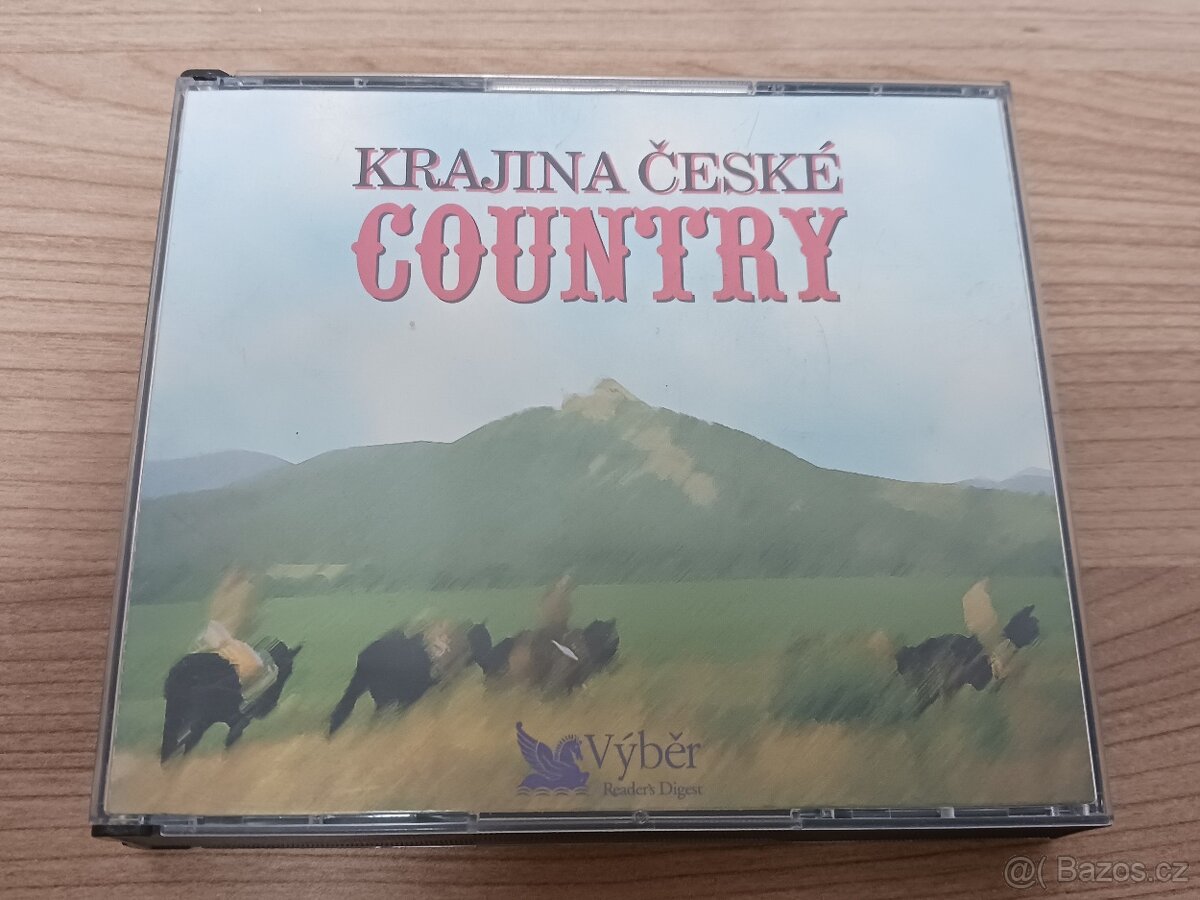 KRAJINA ČESKÉ
COUNTRY
Výběr
Reader's Digest
@( Bazos.cz